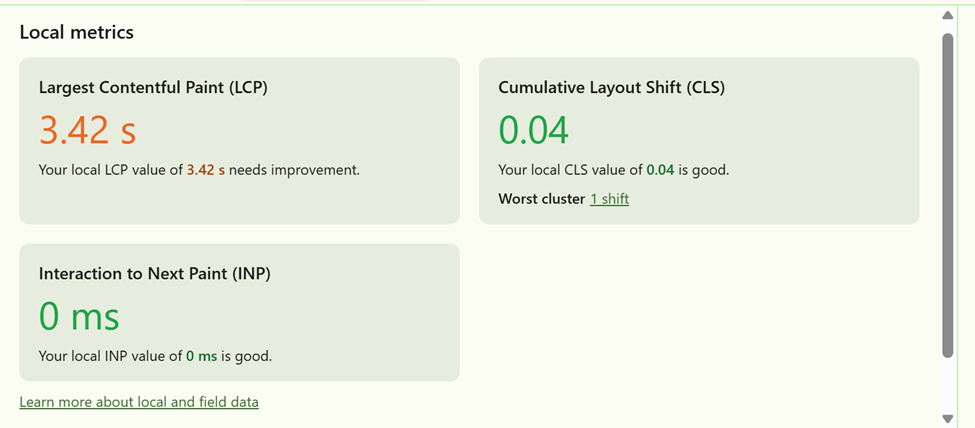 Local metrics
Largest Contentful Paint (LCP)
3.42 s
Your local LCP value of 3.42 s needs improvement.
Cumulative Layout Shift (CLS)
0.04
Your local CLS value of 0.04 is good.
Worst cluster 1 shift
Interaction to Next Paint (INP)
0 ms
Your local INP value of 0 ms is good.
Learn more about local and field data